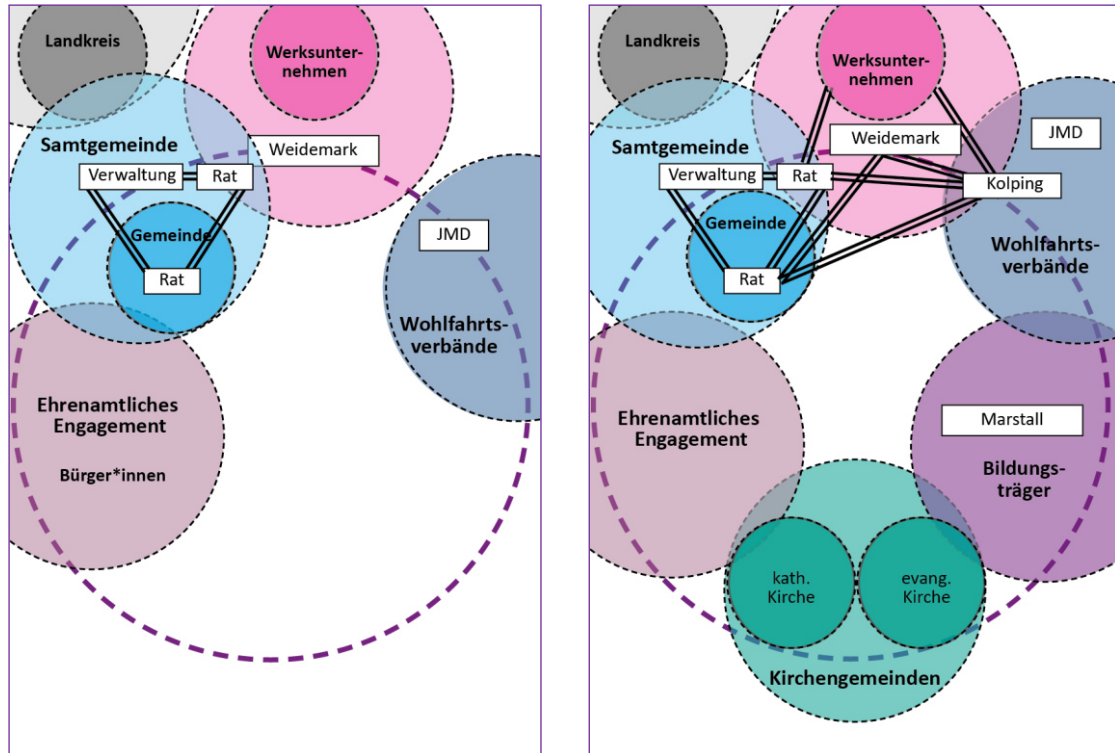 Landkreis
Werksunter-
nehmen
Samtgemeinde
Weidemark
Verwaltung
Rat
Gemeinde
JMD
Rat
Wohlfahrts-
verbände
Ehrenamtliches
Engagement
Bürger*innen
Landkreis
Werksunter-
nehmen
Samtgemeinde
Weidemark
JMD
Verwaltung
Rat
Kolping
Gemeinde
Wohlfahrts-
verbände
Rat
Ehrenamtliches
Engagement
Marstall
Bildungs-
träger
kath.
Kirche
evang.
Kirche
Kirchengemeinden